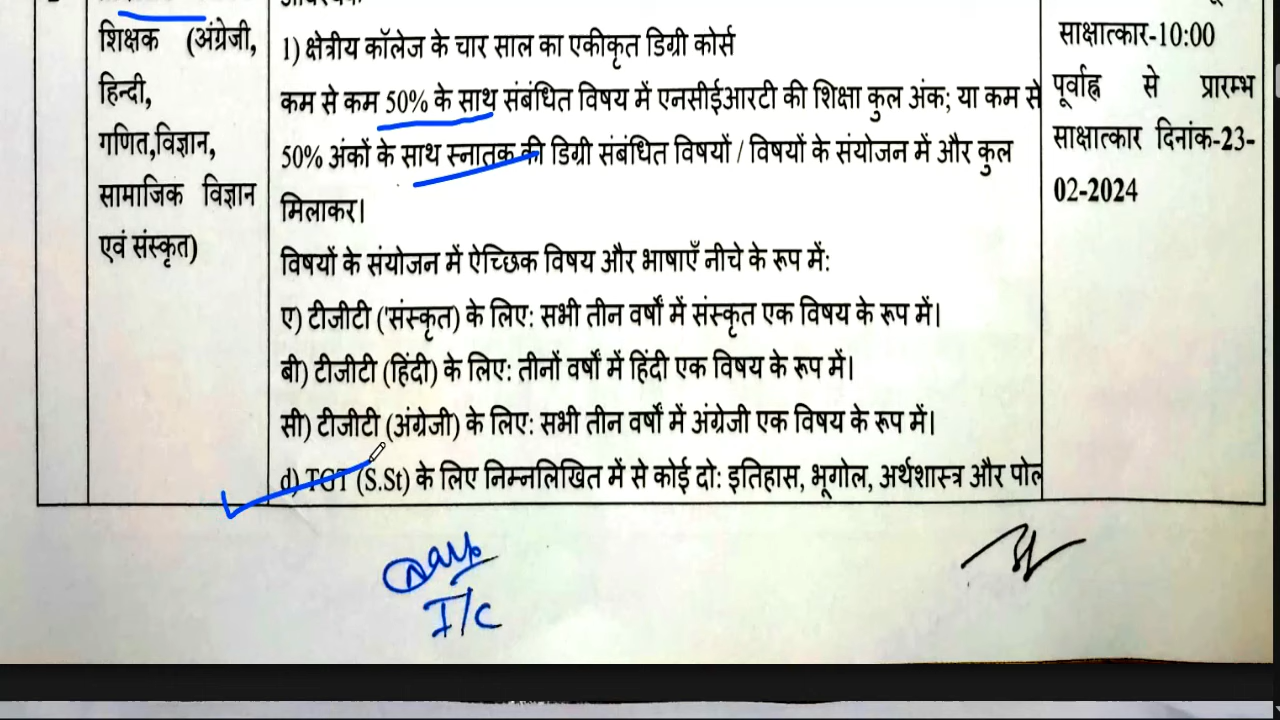 शिक्षक (अंग्रेजी,
हिन्दी,
गणित,विज्ञान,
सामाजिक विज्ञान
एवं संस्कृत)
1) क्षेत्रीय कॉलेज के चार साल का एकीकृत डिग्री कोर्स
कम से कम 50% के साथ संबंधित विषय में एनसीईआरटी की शिक्षा कुल अंक; या कम से
50% अंकों के साथ स्नातक की डिग्री संबंधित विषयों / विषयों के संयोजन में और कुल
मिलाकर।
विषयों के संयोजन में ऐच्छिक विषय और भाषाएँ नीचे के रूप में:
ए) टीजीटी ('संस्कृत) के लिए: सभी तीन वर्षों में संस्कृत एक विषय के रूप में।
बी) टीजीटी (हिंदी) के लिए: तीनों वर्षों में हिंदी एक विषय के रूप में।
सी) टीजीटी (अंग्रेजी) के लिए: सभी तीन वर्षों में अंग्रेजी एक विषय के रूप में।
d) TGT (S.St) के लिए निम्नलिखित में से कोई दो: इतिहास, भूगोल, अर्थशास्त्र और पोल
साक्षात्कार-10:00
पूर्वाह्न से प्रारम्भ
साक्षात्कार दिनांक-23-
02-2024
I/C